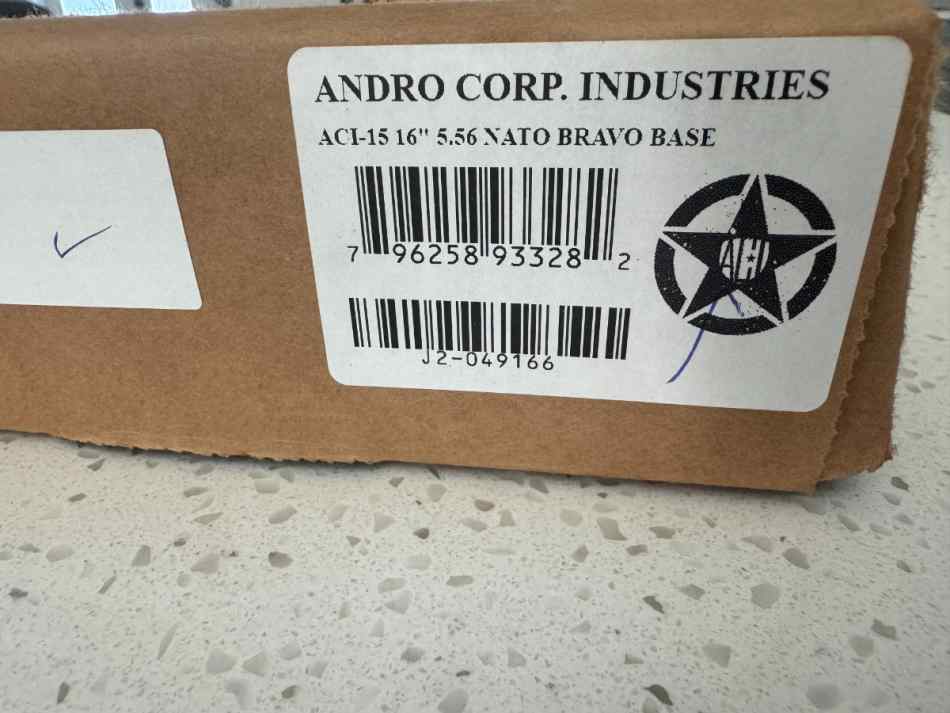 ANDRO CORP. INDUSTRIES
ACI-15 16" 5.56 NATO BRAVO BASE
7 96258 93328 2
J2-049166